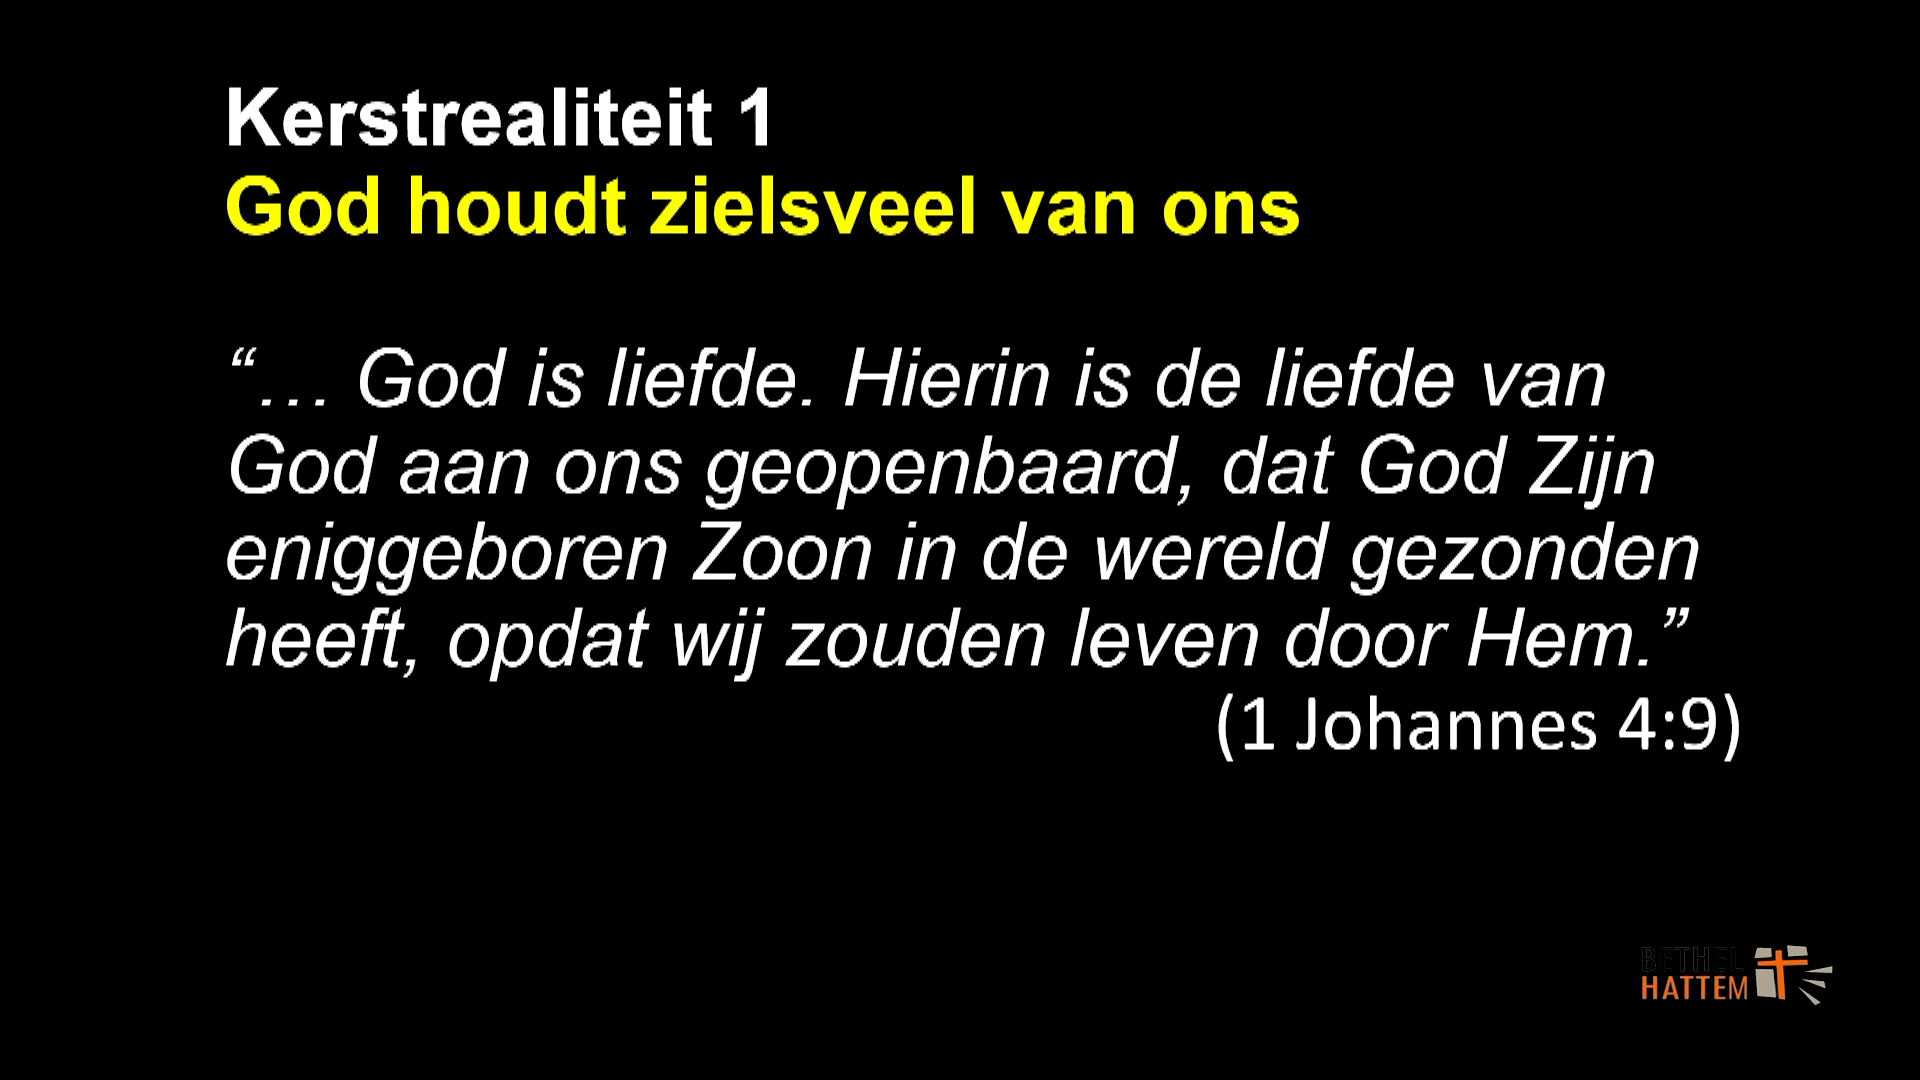 Kerstrealiteit 1
God houdt zielsveel van ons
“… God is liefde. Hierin is de liefde van
God aan ons geopenbaard, dat God Zijn
eniggeboren Zoon in de wereld gezonden
heeft, opdat wij zouden leven door Hem.”
(1 Johannes 4:9)
BETHEL
HATTEM